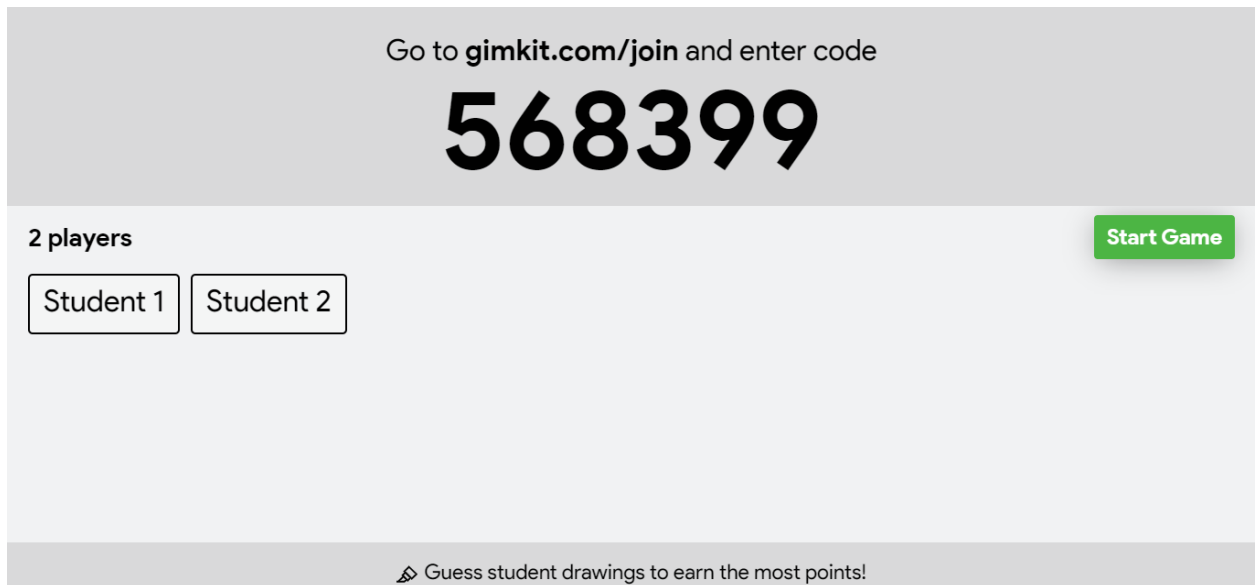 Go to gimkit.com/join and enter code
568399
2 players
Start Game
Student 1
Student 2
Guess student drawings to earn the most points!